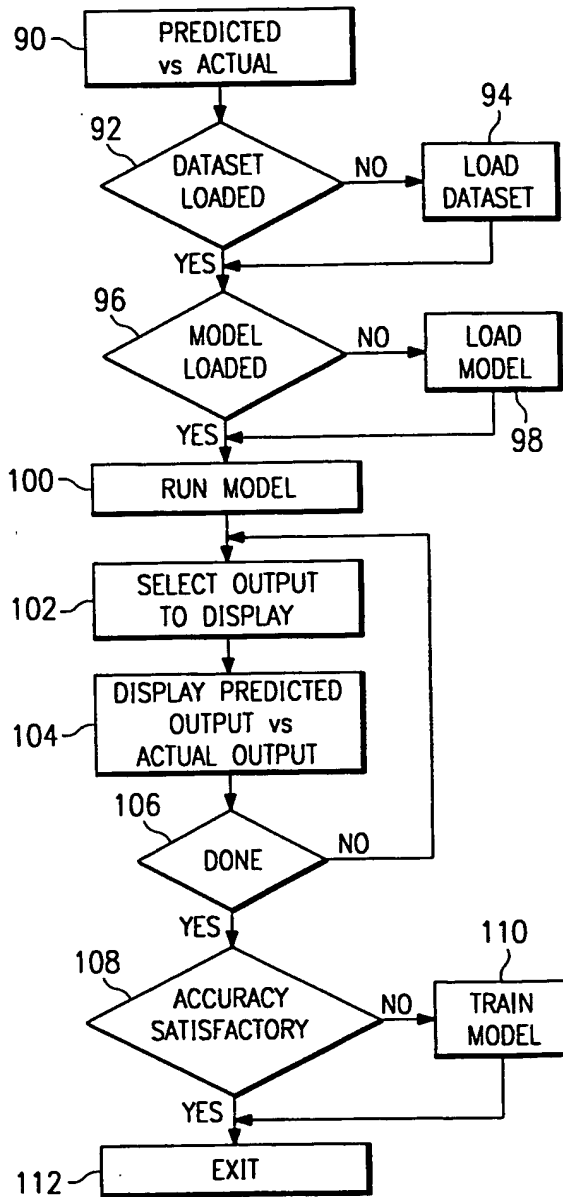 90
PREDICTED
vs ACTUAL
92
94
DATASET
LOADED
NO
LOAD
DATASET
YES
96
MODEL
LOADED
NO
LOAD
MODEL
98
YES
100
RUN MODEL
102
SELECT OUTPUT
TO DISPLAY
104
DISPLAY PREDICTED
OUTPUT vs
ACTUAL OUTPUT
106
DONE
NO
YES
108
110
ACCURACY
SATISFACTORY
NO
TRAIN
MODEL
YES
112
EXIT